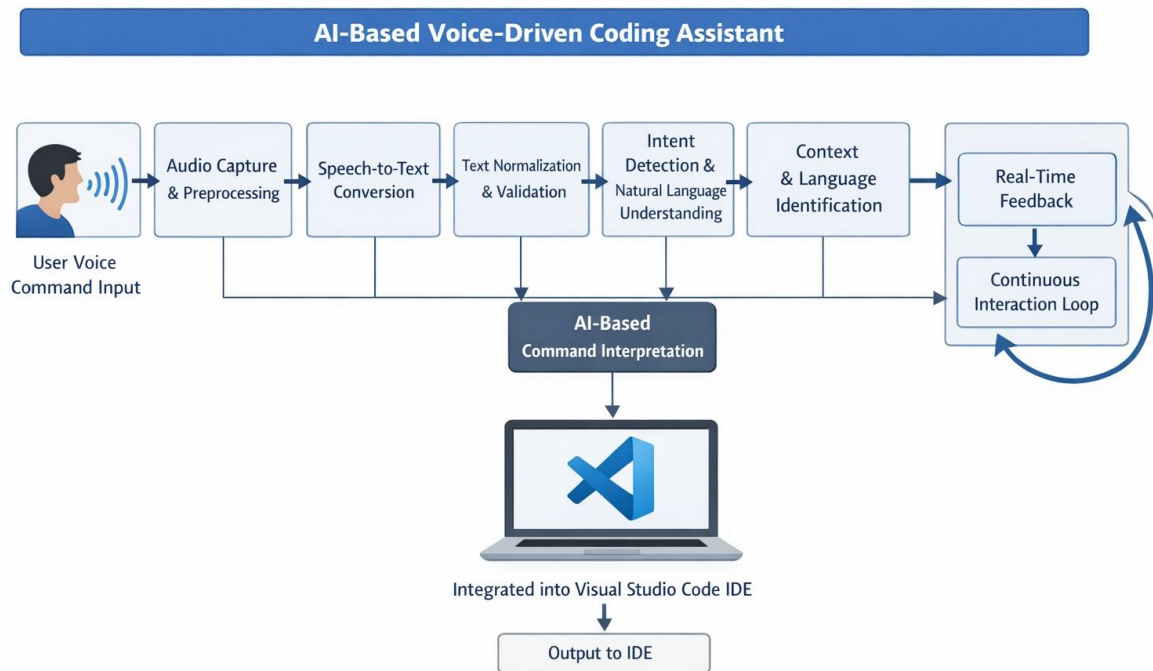 AI-Based Voice-Driven Coding Assistant
User Voice
Command Input
Audio Capture
& Preprocessing
Speech-to-Text
Conversion
Text Normalization
& Validation
Intent
Detection &
Natural Language
Understanding
Context
& Language
Identification
Real-Time
Feedback
Continuous
Interaction Loop
AI-Based
Command Interpretation
Integrated into Visual Studio Code IDE
Output to IDE